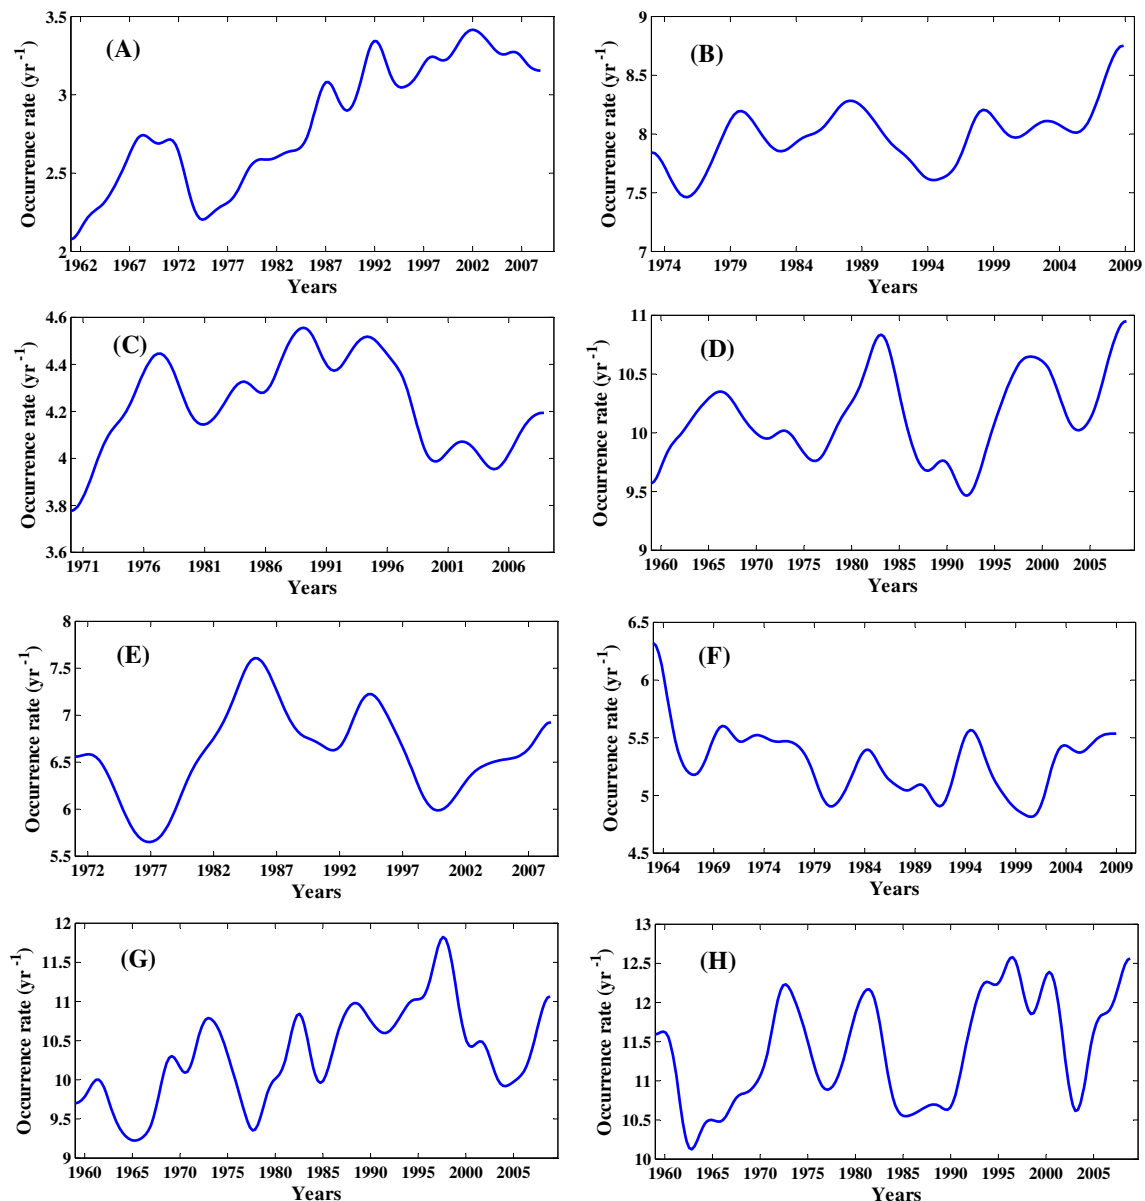 (A)
Occurrence rate (yr⁻¹)
3.5
3
2.5
2
1962 1967 1972 1977 1982 1987 1992 1997 2002 2007
Years
(B)
Occurrence rate (yr⁻¹)
9
8.5
8
7.5
7
1974 1979 1984 1989 1994 1999 2004 2009
Years
(C)
Occurrence rate (yr⁻¹)
4.6
4.4
4.2
4
3.8
3.6
1971 1976 1981 1986 1991 1996 2001 2006
Years
(D)
Occurrence rate (yr⁻¹)
11
10.5
10
9.5
9
1960 1965 1970 1975 1980 1985 1990 1995 2000 2005
Years
(E)
Occurrence rate (yr⁻¹)
8
7.5
7
6.5
6
5.5
1972 1977 1982 1987 1992 1997 2002 2007
Years
(F)
Occurrence rate (yr⁻¹)
6.5
6
5.5
5
4.5
1964 1969 1974 1979 1984 1989 1994 1999 2004 2009
Years
(G)
Occurrence rate (yr⁻¹)
12
11.5
11
10.5
10
9.5
9
1960 1965 1970 1975 1980 1985 1990 1995 2000 2005
Years
(H)
Occurrence rate (yr⁻¹)
13
12.5
12
11.5
11
10.5
10
1960 1965 1970 1975 1980 1985 1990 1995 2000 2005
Years